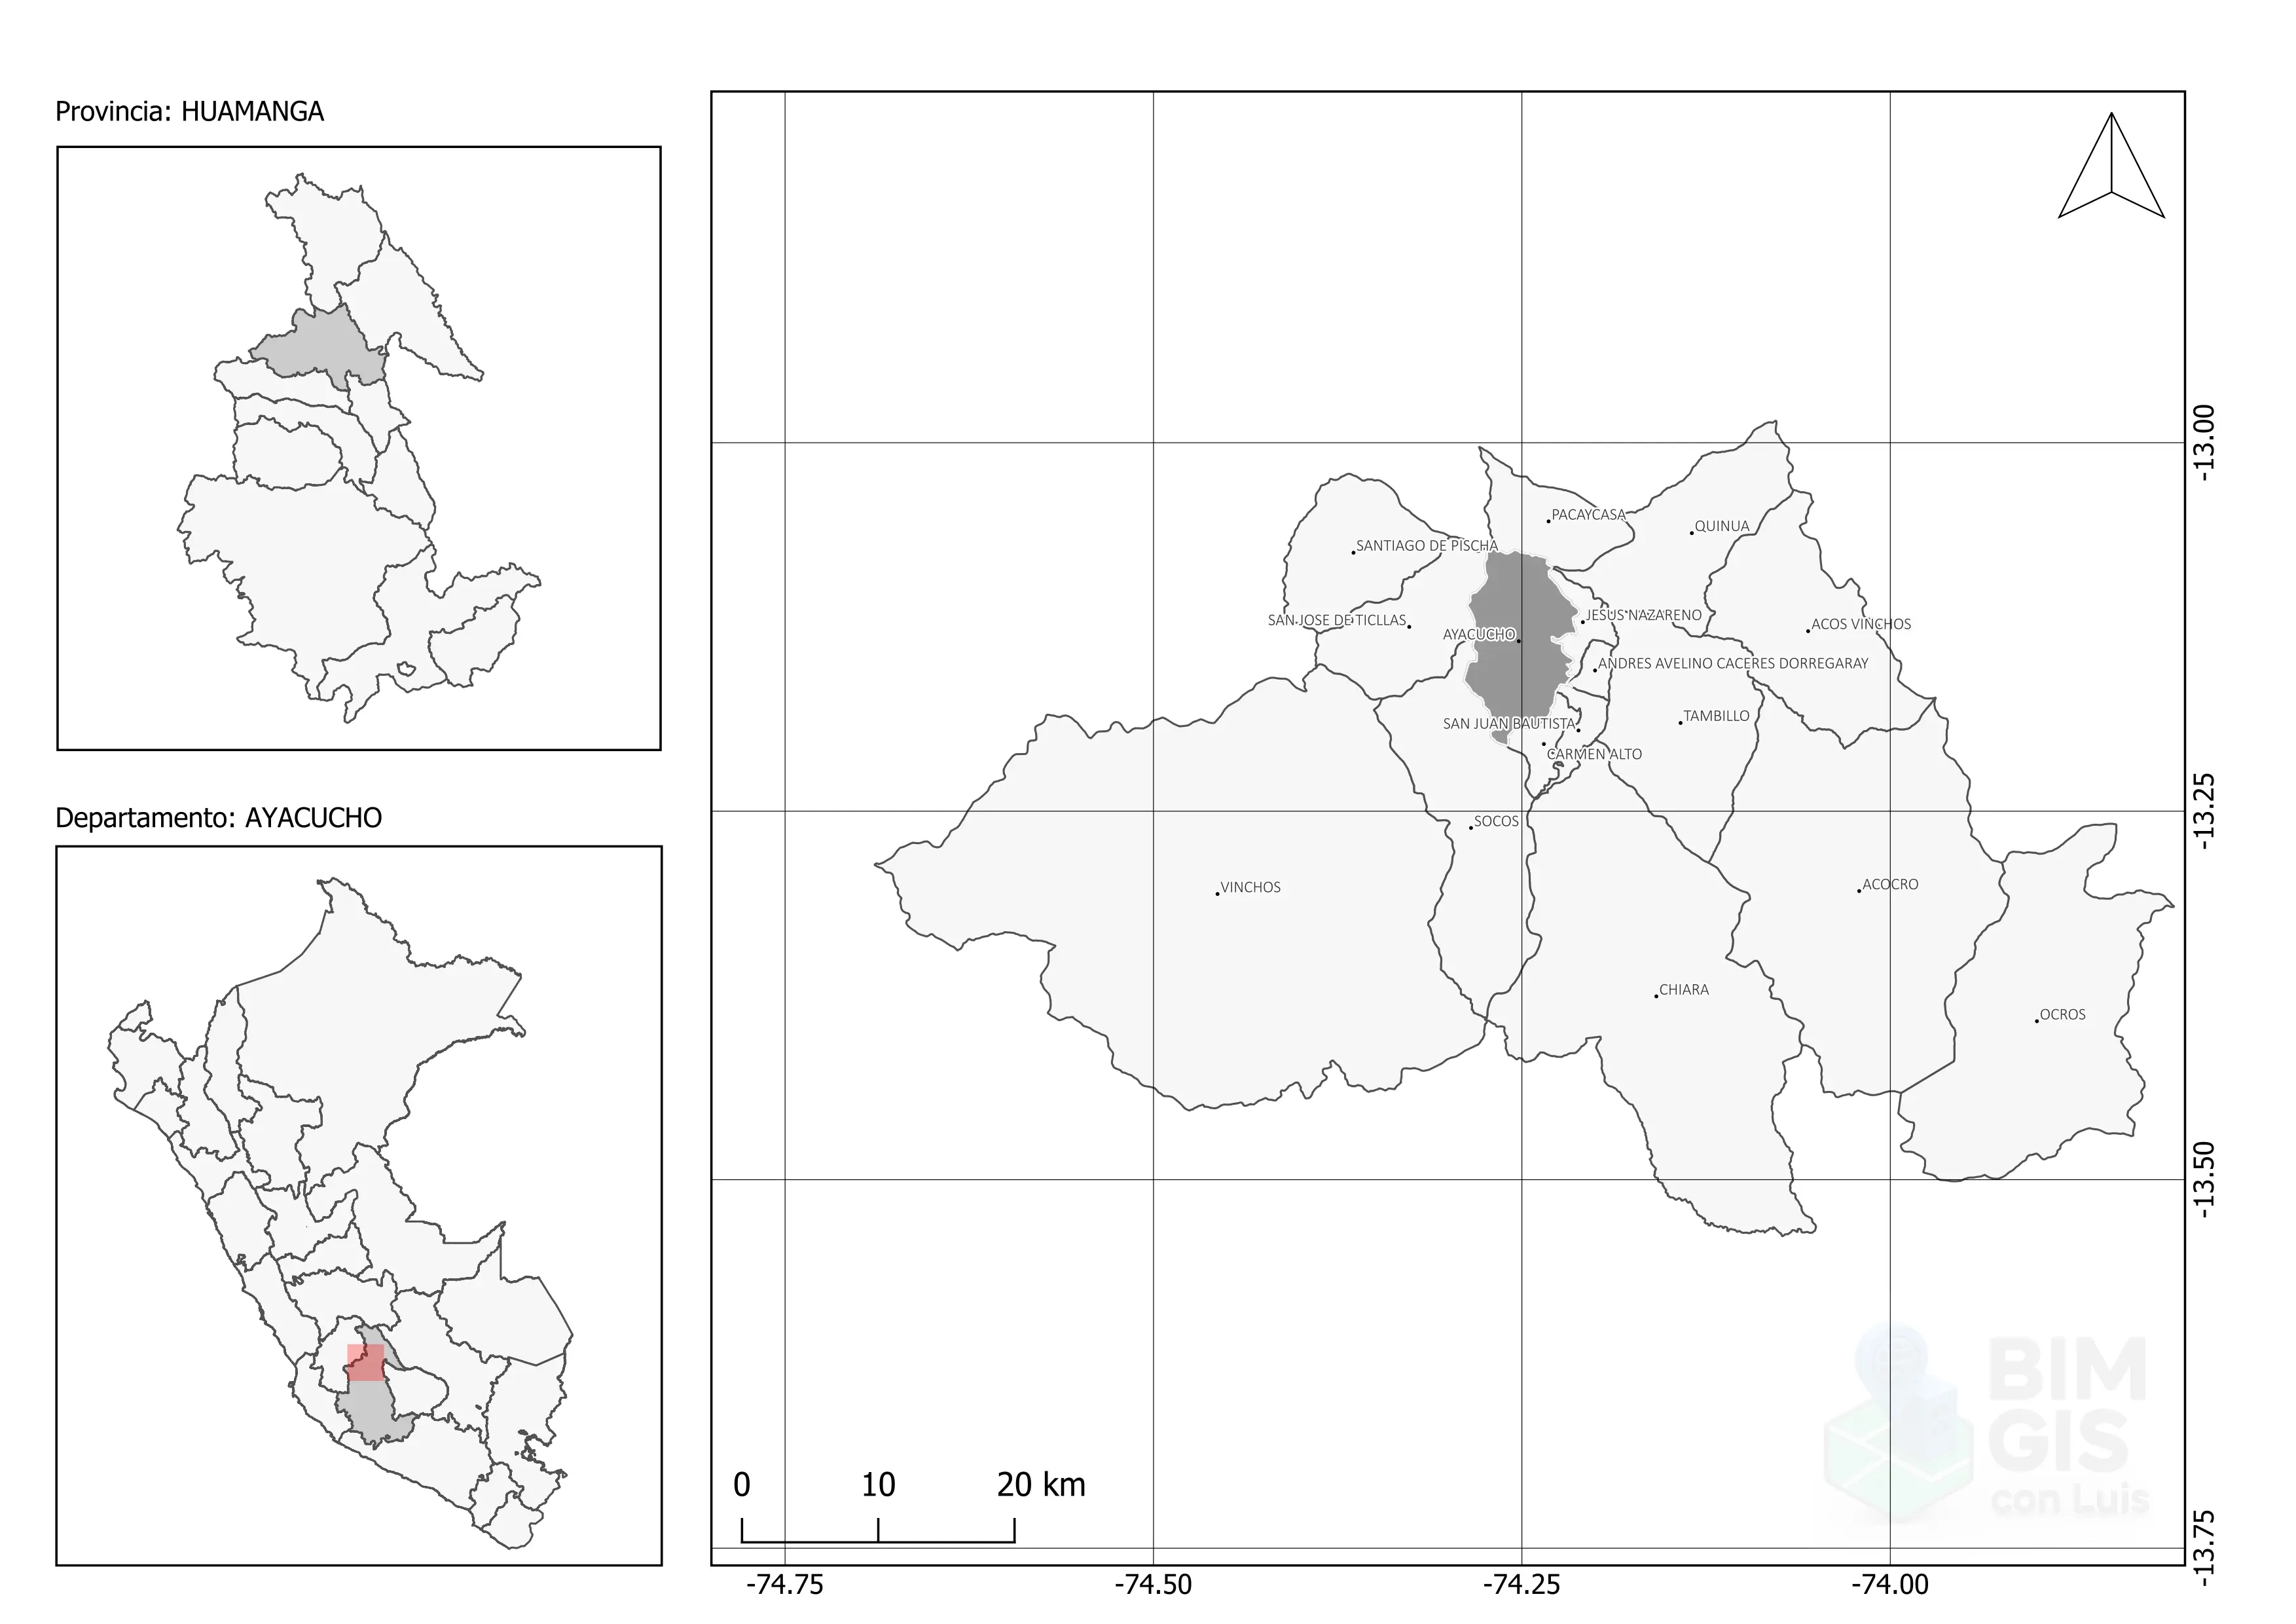 Provincia: HUAMANGA
Departamento: AYACUCHO
PACAYCASA
QUINUA
SANTIAGO DE PISCHA
SAN JOSE DE TICLLAS
JESUS NAZARENO
ACOS VINCHOS
AYACUCHO
ANDRES AVELINO CACERES DORREGARAY
SAN JUAN BAUTISTA
TAMBILLO
CARMEN ALTO
SOCOS
VINCHOS
ACOCRO
CHIARA
OCROS
-13.00
-13.25
-13.50
-13.75
BIM
GIS
con Luis
0 10 20 km
-74.75 -74.50 -74.25 -74.00